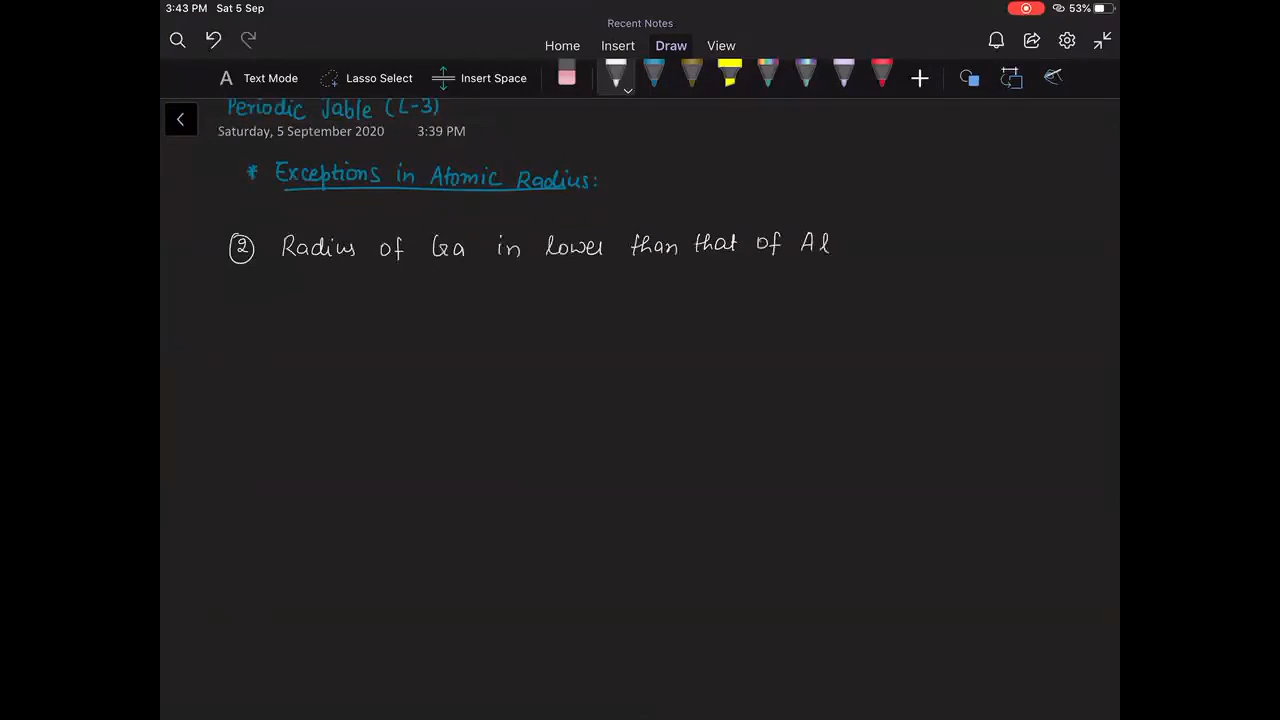 3:43 PM Sat 5 Sep 53%
Recent Notes
Home Insert Draw View
A Text Mode Lasso Select Insert Space
Periodic Table (L-3)
Saturday, 5 September 2020 3:39 PM
* Exceptions in Atomic Radius:
② Radius of Ga in lower than that of Al